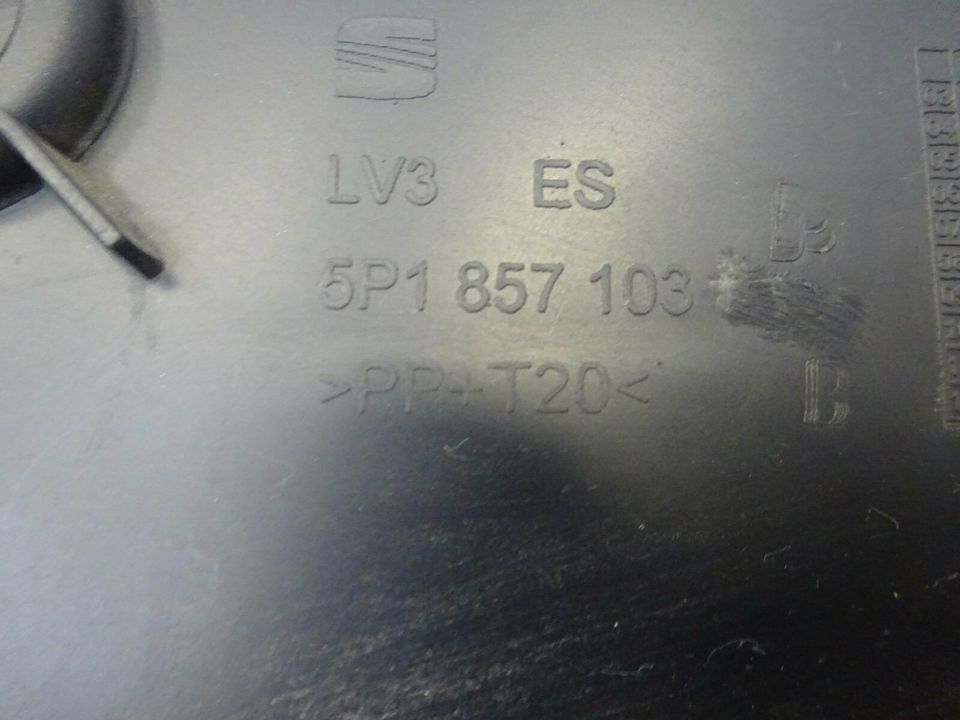 LV3 ES
5P1 857 103
>PP+T20<